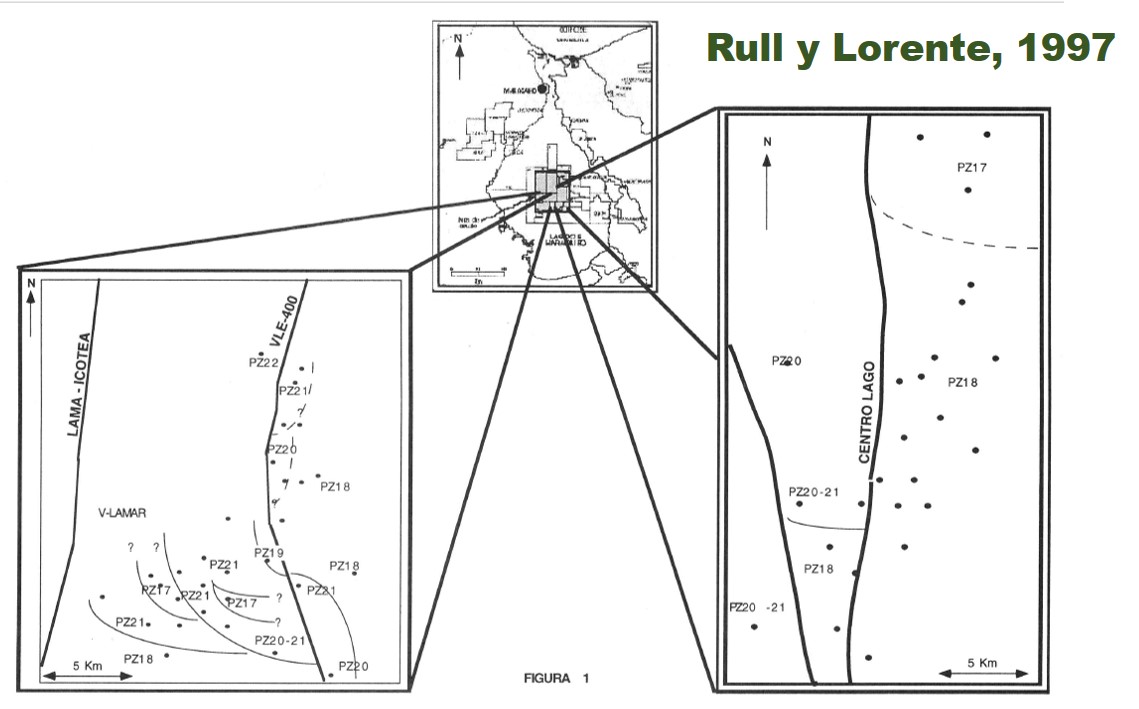 Rull y Lorente, 1997
N
MARACAIBO
LAGO DE
MARACAIBO
N
LAMA - ICOTEA
VLE-400
PZ22
PZ21
?
PZ20
PZ18
?
V-LAMAR
? ?
PZ19
PZ21
PZ18
PZ17
PZ21
PZ17
?
PZ21
PZ21
?
PZ20-21
PZ18
PZ20
5 Km
N
PZ17
PZ20
CENTRO LAGO
PZ18
PZ20-21
PZ18
PZ20 -21
5 Km
FIGURA 1